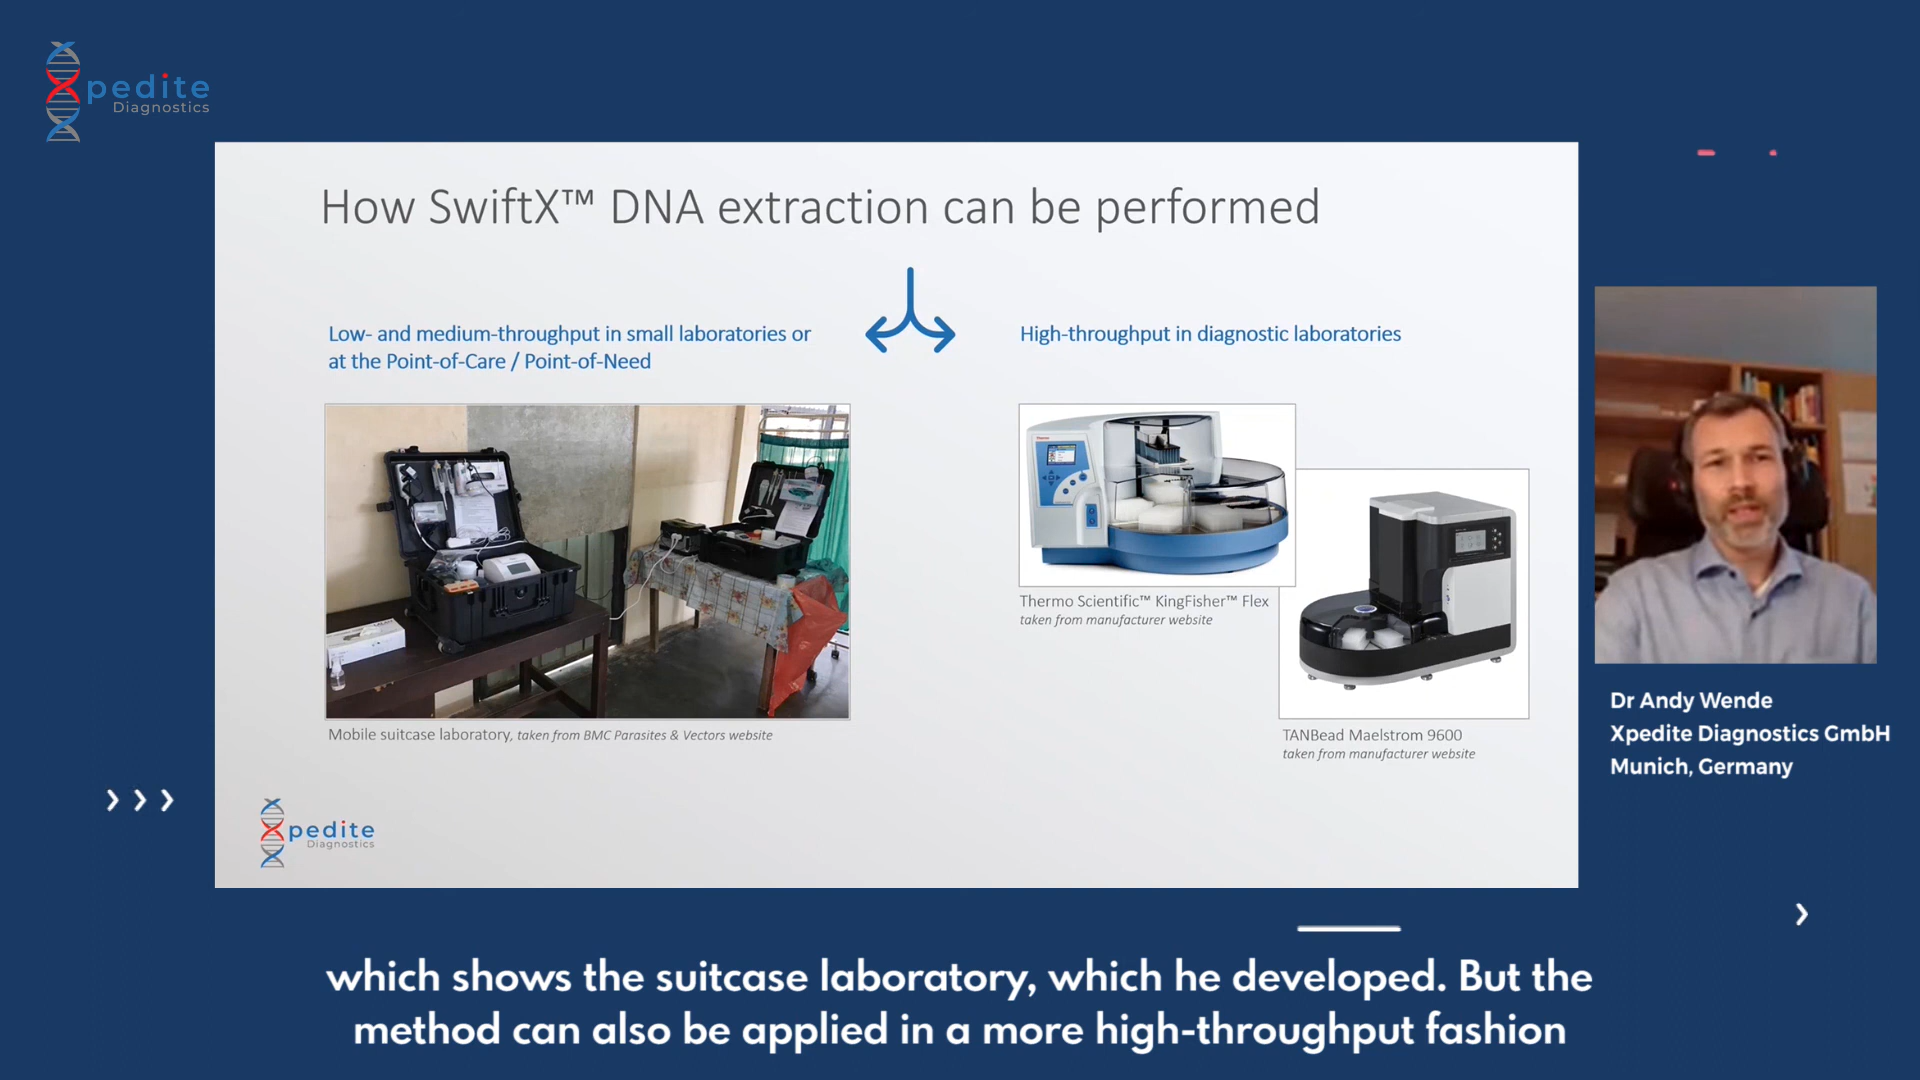 Xpedite
Diagnostics
How SwiftX™ DNA extraction can be performed
Low- and medium-throughput in small laboratories or
at the Point-of-Care / Point-of-Need
High-throughput in diagnostic laboratories
Thermo Scientific™ KingFisher™ Flex
taken from manufacturer website
Mobile suitcase laboratory, taken from BMC Parasites & Vectors website
TANBead Maelstrom 9600
taken from manufacturer website
Xpedite
Diagnostics
Dr Andy Wende
Xpedite Diagnostics GmbH
Munich, Germany
which shows the suitcase laboratory, which he developed. But the
method can also be applied in a more high-throughput fashion